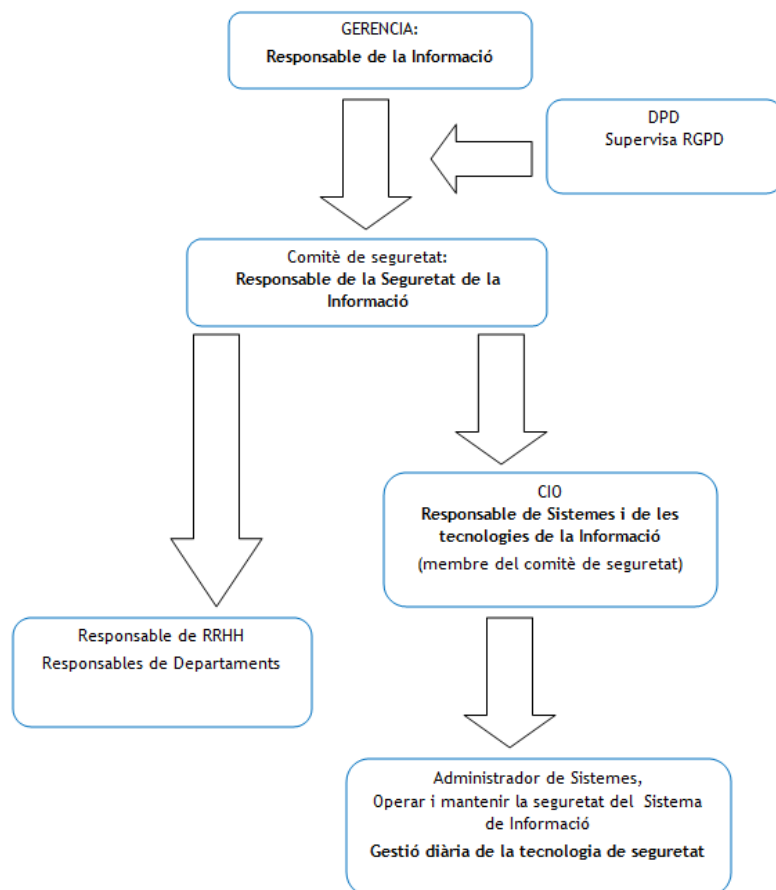 GERENCIA:
Responsable de la Informació
DPD
Supervisa RGPD
Comitè de seguretat:
Responsable de la Seguretat de la
Informació
CIO
Responsable de Sistemes i de les
tecnologies de la Informació
(membre del comitè de seguretat)
Responsable de RRHH
Responsables de Departaments
Administrador de Sistemes,
Operar i mantenir la seguretat del Sistema
de Informació
Gestió diària de la tecnologia de seguretat